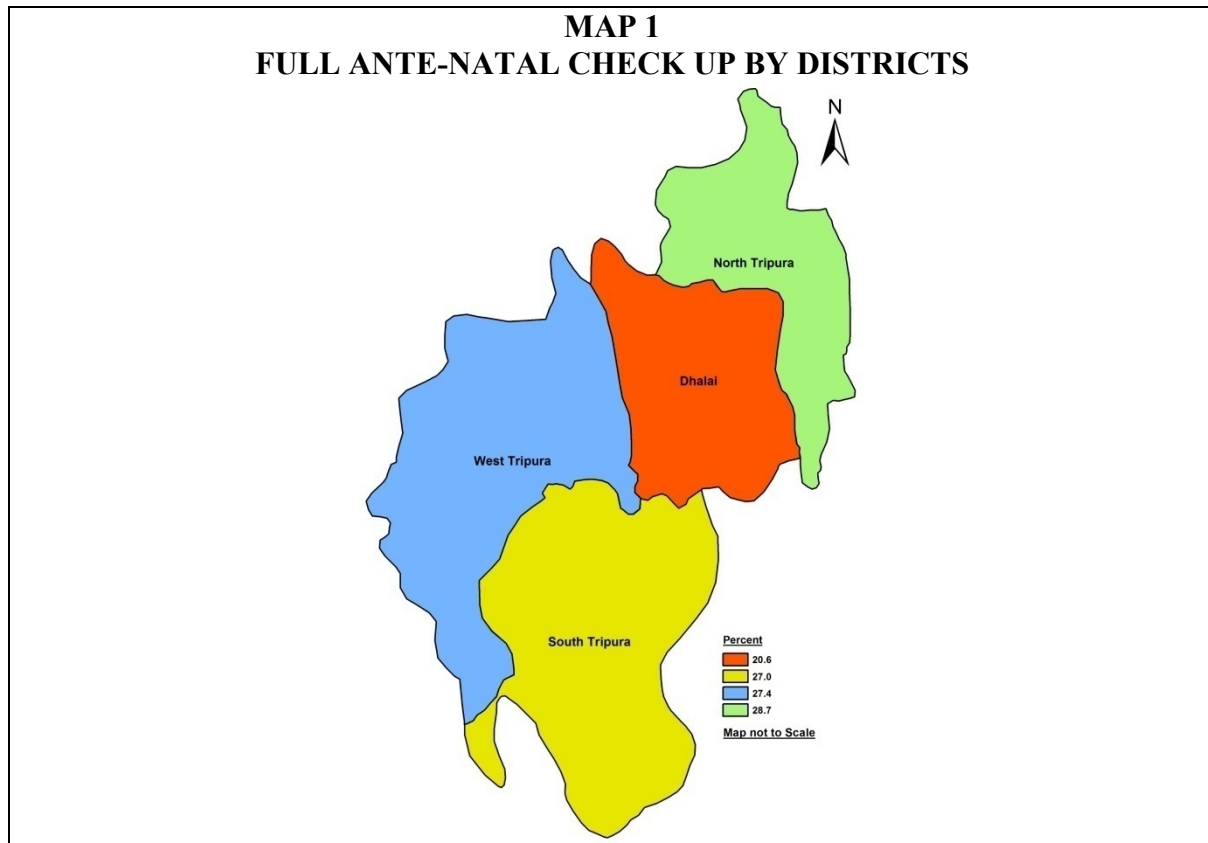 MAP 1
FULL ANTE-NATAL CHECK UP BY DISTRICTS
N
North Tripura
Dhalai
West Tripura
South Tripura
Percent
20.6
27.0
27.4
28.7
Map not to Scale